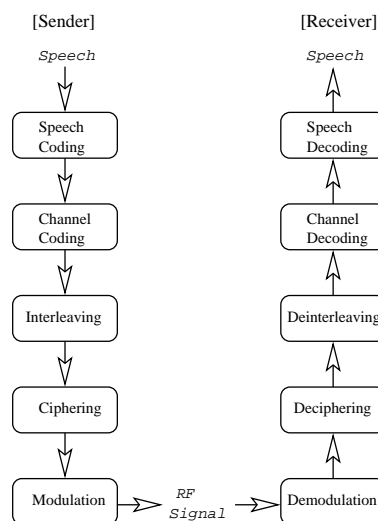 [Sender]
Speech
Speech
Coding
Channel
Coding
Interleaving
Ciphering
Modulation
RF
Signal
[Receiver]
Speech
Speech
Decoding
Channel
Decoding
Deinterleaving
Deciphering
Demodulation